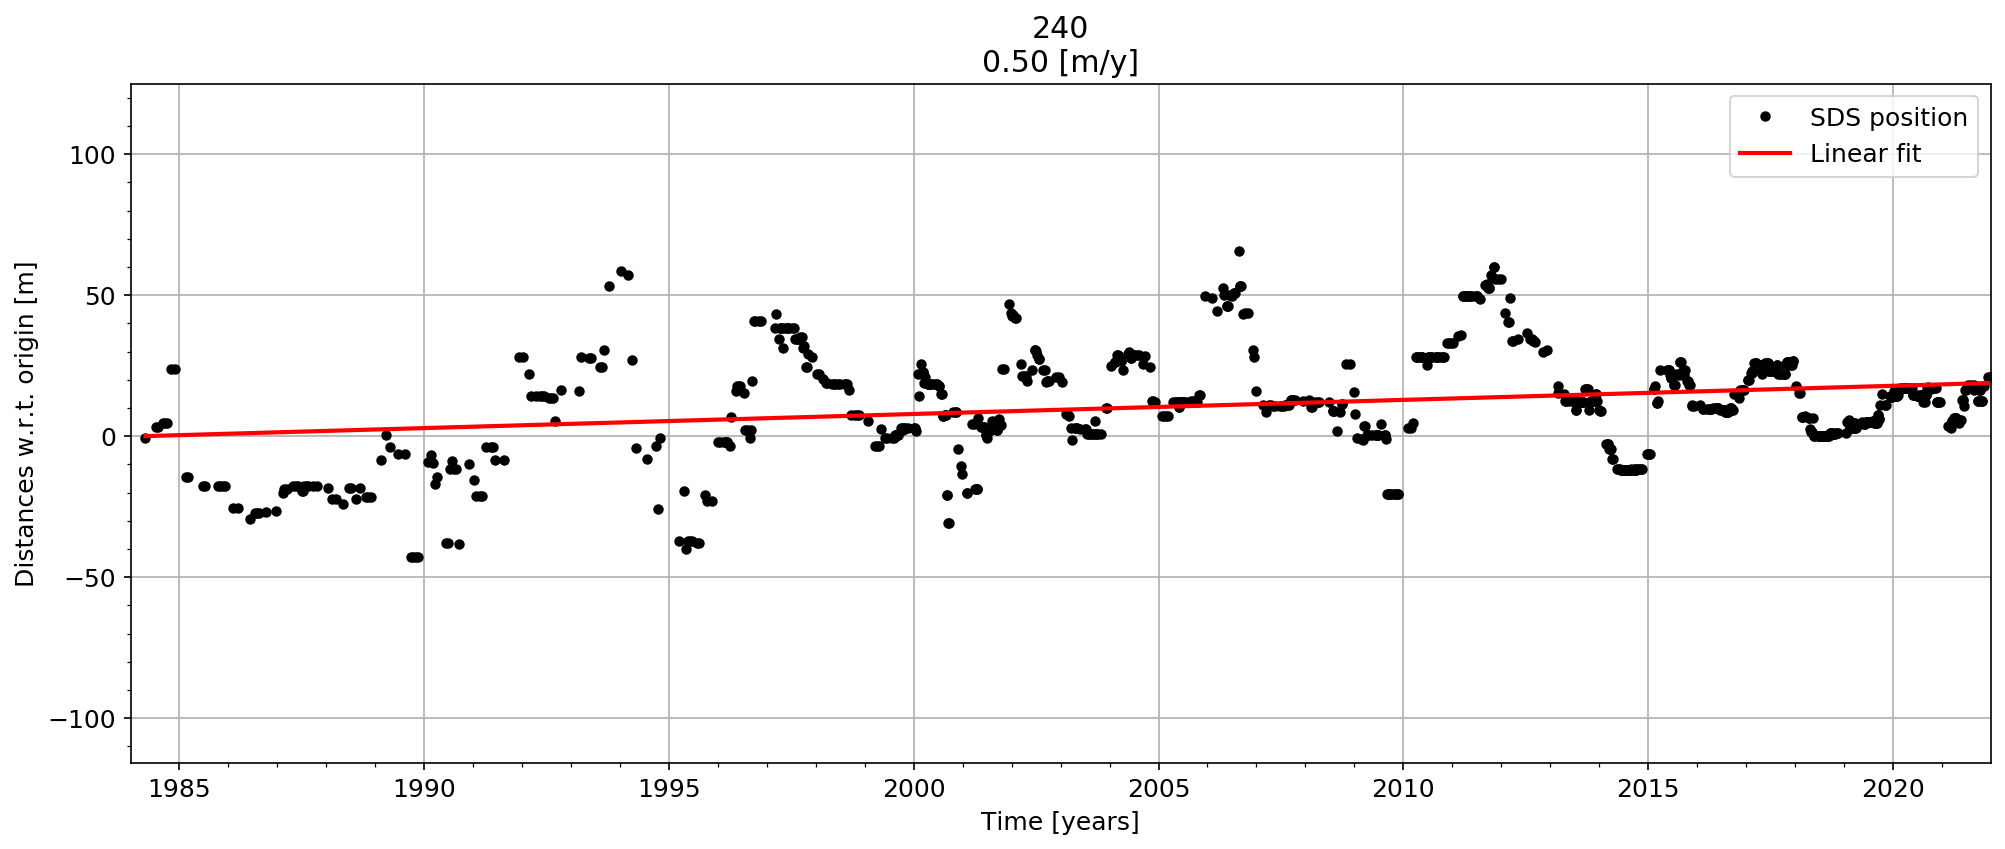 240
0.50 [m/y]
SDS position
Linear fit
Distances w.r.t. origin [m]
100
50
0
−50
−100
1985 1990 1995 2000 2005 2010 2015 2020
Time [years]